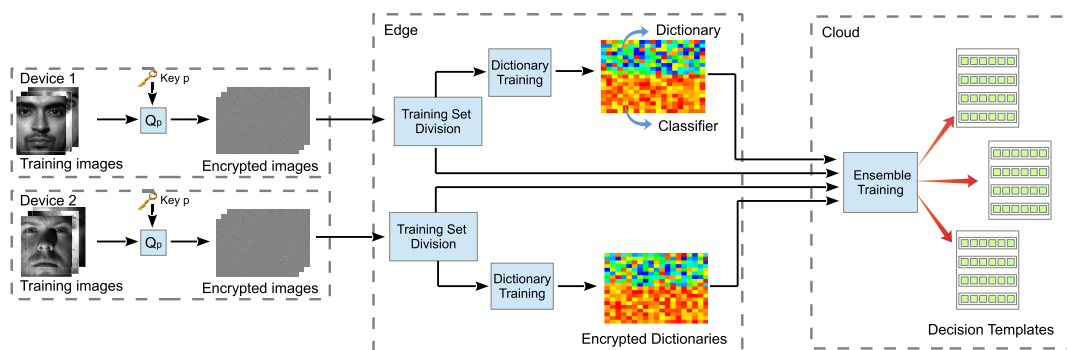 Device 1
Key p
Qp
Training images
Encrypted images
Device 2
Key p
Qp
Training images
Encrypted images
Edge
Training Set
Division
Dictionary
Training
Dictionary
Classifier
Training Set
Division
Dictionary
Training
Encrypted Dictionaries
Cloud
Ensemble
Training
Decision Templates